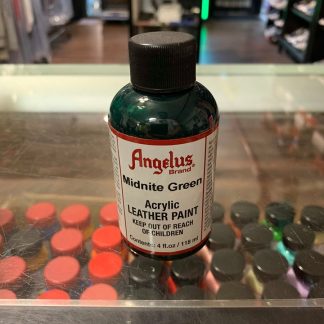 Angelus®
Brand
Midnite Green
Acrylic
LEATHER PAINT
KEEP OUT OF REACH
OF CHILDREN
Contents: 4 fl.oz / 118 ml